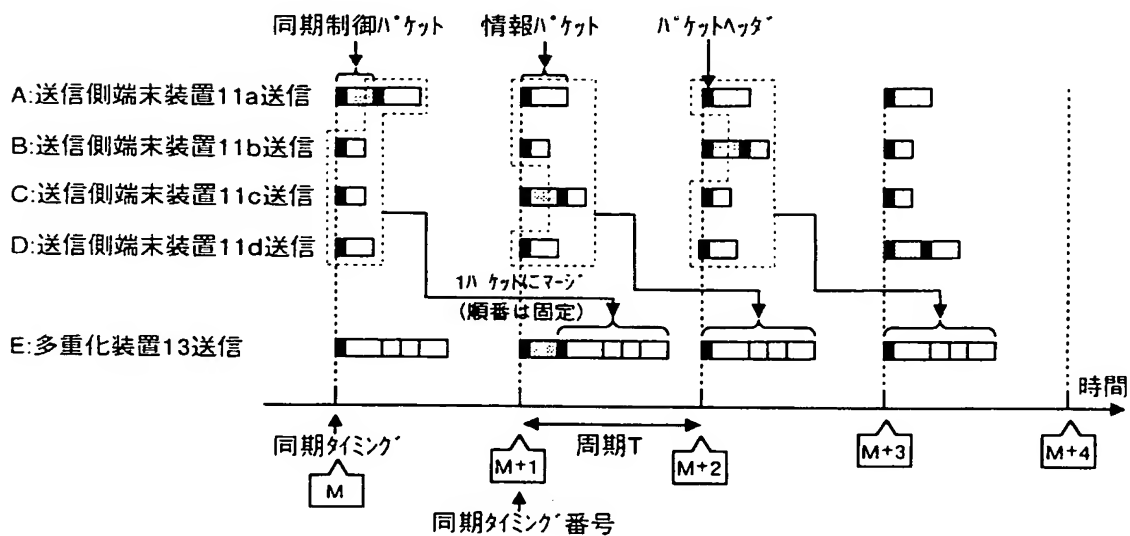 同期制御ﾊﾟｹｯﾄ
情報ﾊﾟｹｯﾄ
ﾊﾟｹｯﾄﾍｯﾀﾞ
A:送信側端末装置11a送信
B:送信側端末装置11b送信
C:送信側端末装置11c送信
D:送信側端末装置11d送信
1ﾊﾟｹｯﾄにﾏｰｼﾞ
(順番は固定)
E:多重化装置13送信
時間
同期ﾀｲﾐﾝｸﾞ
周期T
M
M+1
M+2
M+3
M+4
同期ﾀｲﾐﾝｸﾞ番号